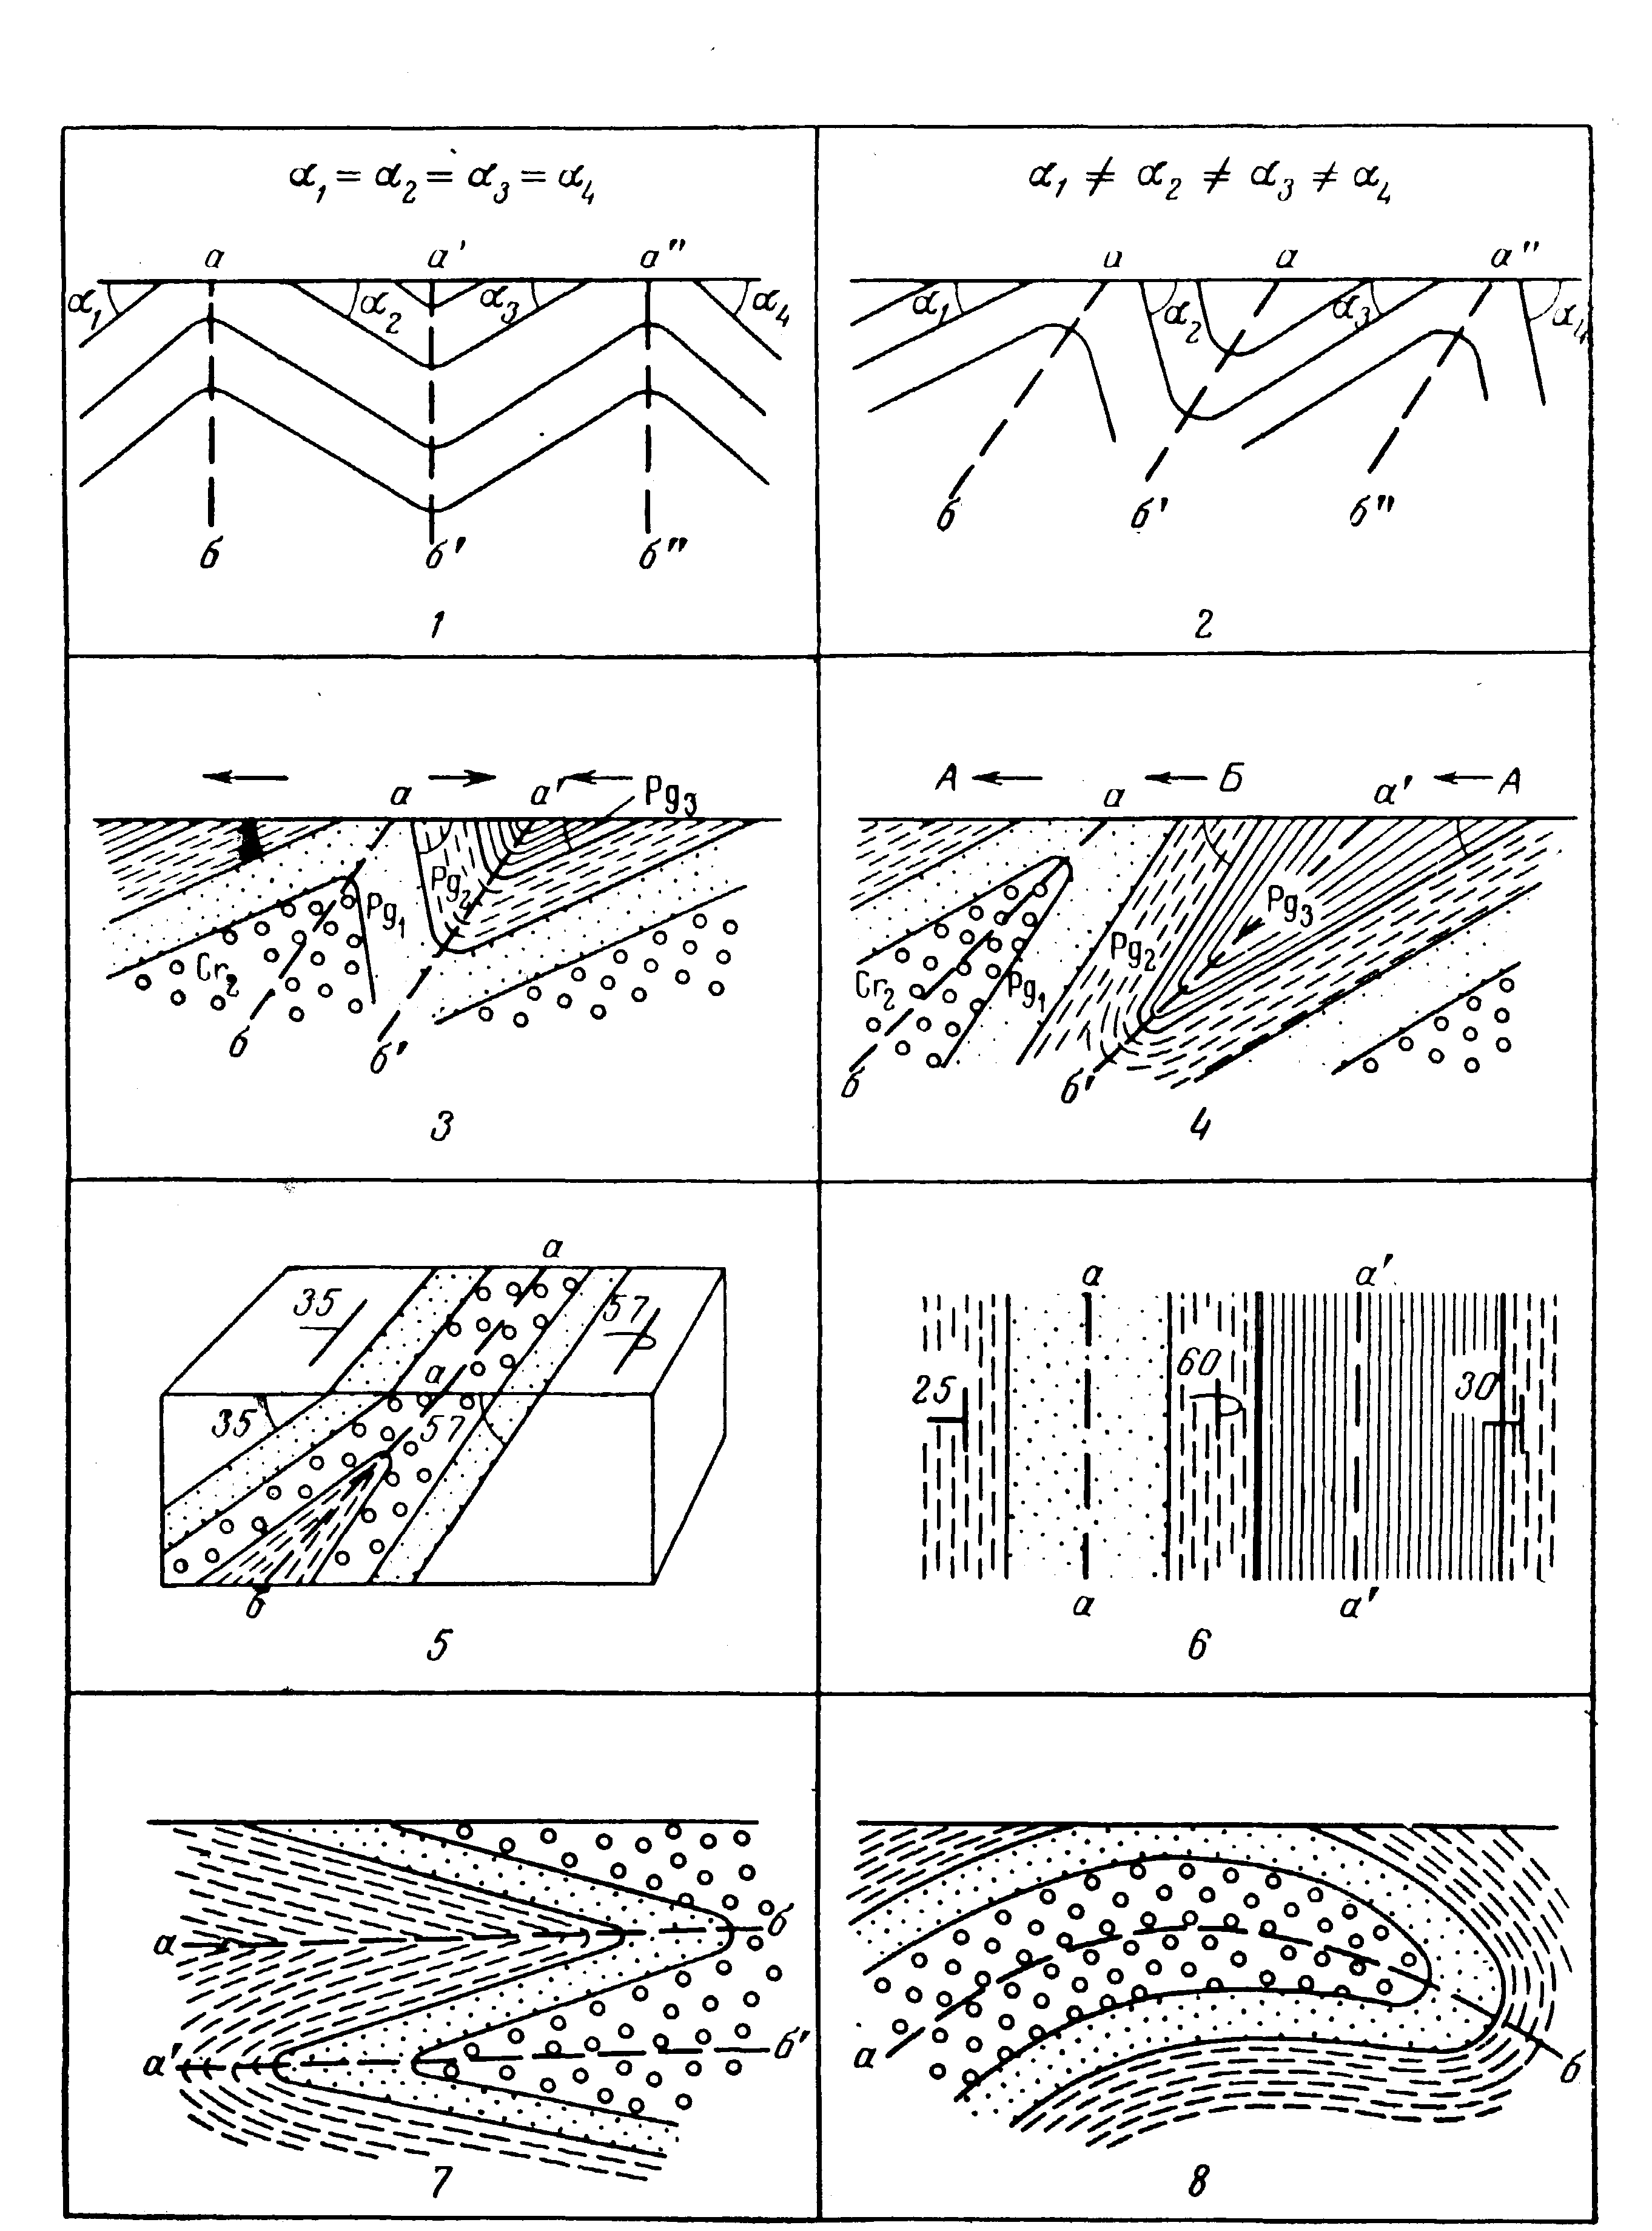 α₁ = α₂ = α₃ = α₄
а а' а"
α₁ α₂ α₃ α₄
б б' б"
1
α₁ ≠ α₂ ≠ α₃ ≠ α₄
а а а"
α₁ α₂ α₃ α₄
б б' б"
2
а а' Pg₃
Pg₂
Pg₁
Cr₂
б б'
3
А а Б а' А
Pg₃
Pg₂
Cr₂ Pg₁
б б'
4
а
35 57
а
35 57
б
5
а а'
60
25 30
а а'
6
б
а
а' б'
7
а б
8